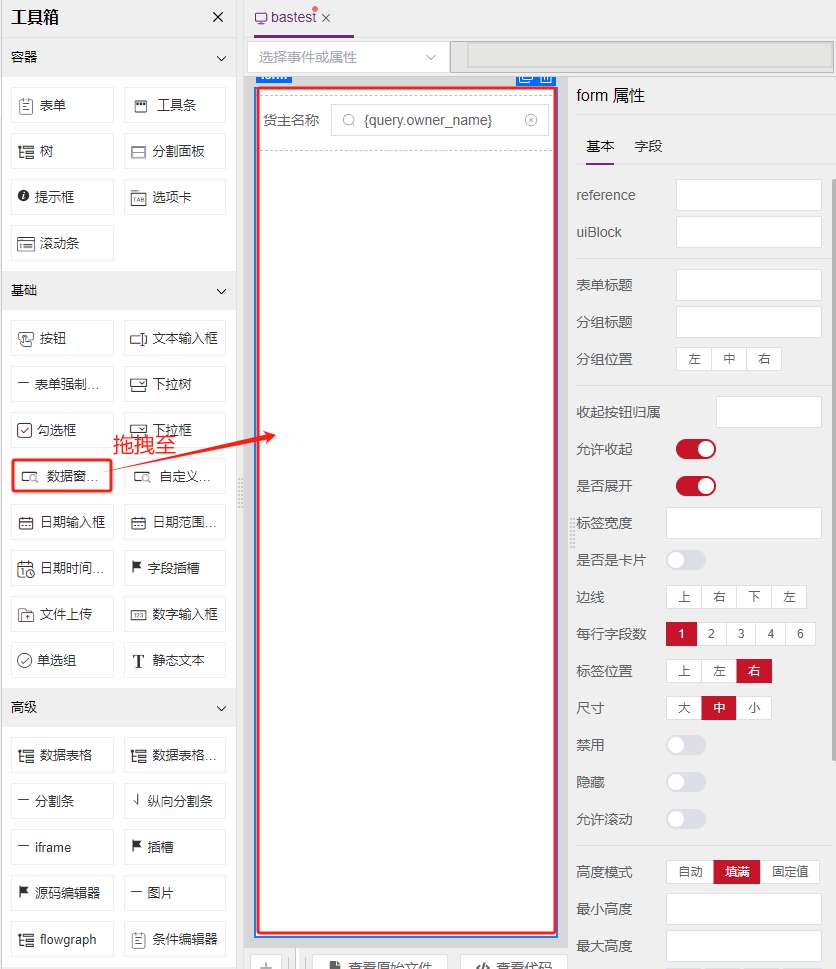 工具箱
容器
表单
工具条
树
分割面板
提示框
选项卡
滚动条
基础
按钮
文本输入框
表单强制...
下拉树
勾选框
下拉框
拖拽至
数据窗...
自定义...
日期输入框
日期范围...
日期时间...
字段插槽
文件上传
数字输入框
单选组
静态文本
高级
数据表格
数据表格...
分割条
纵向分割条
iframe
插槽
源码编辑器
图片
flowgraph
条件编辑器
bastest
选择事件或属性
form
货主名称
{query.owner_name}
查看原始文件
查看代码
form 属性
基本
字段
reference
uiBlock
表单标题
分组标题
分组位置
左 中 右
收起按钮归属
允许收起
是否展开
标签宽度
是否是卡片
边线
上 右 下 左
每行字段数
1 2 3 4 6
标签位置
上 左 右
尺寸
大 中 小
禁用
隐藏
允许滚动
高度模式
自动 填满 固定值
最小高度
最大高度